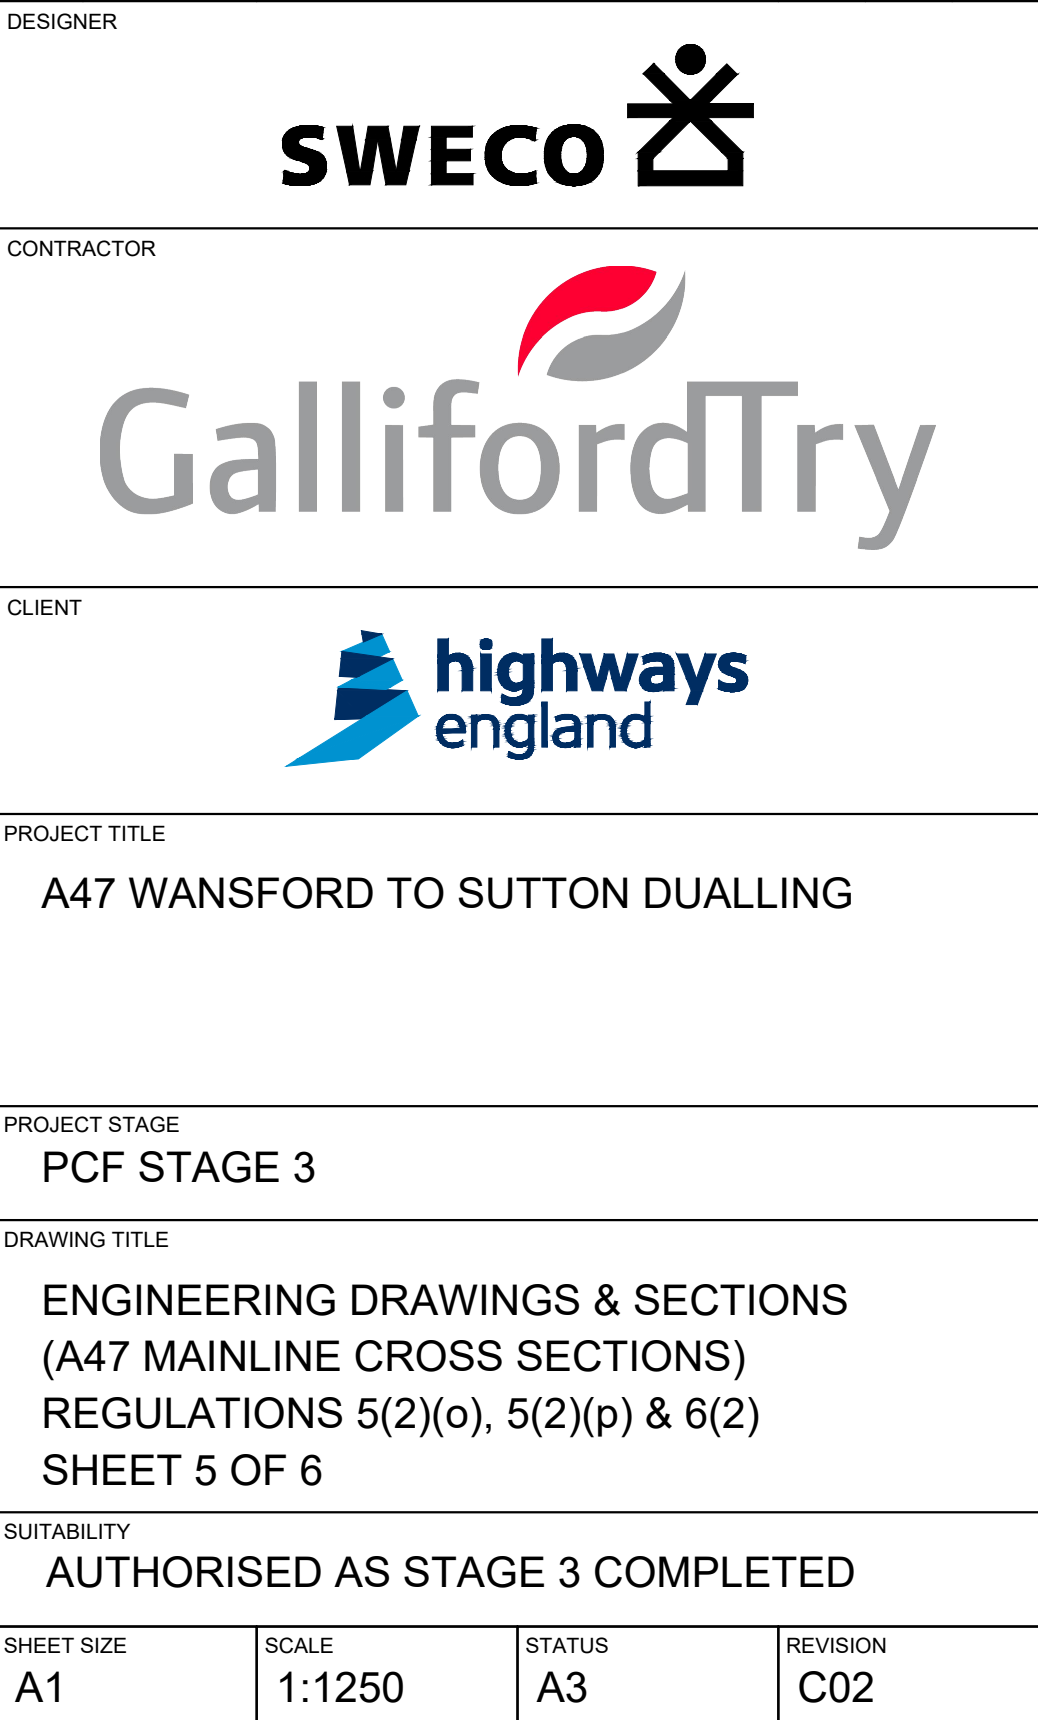 DESIGNER
SWECO
CONTRACTOR
GallifordTry
CLIENT
highways
england
PROJECT TITLE
A47 WANSFORD TO SUTTON DUALLING
PROJECT STAGE
PCF STAGE 3
DRAWING TITLE
ENGINEERING DRAWINGS & SECTIONS
(A47 MAINLINE CROSS SECTIONS)
REGULATIONS 5(2)(o), 5(2)(p) & 6(2)
SHEET 5 OF 6
SUITABILITY
AUTHORISED AS STAGE 3 COMPLETED
SHEET SIZE SCALE STATUS REVISION
A1 1:1250 A3 C02